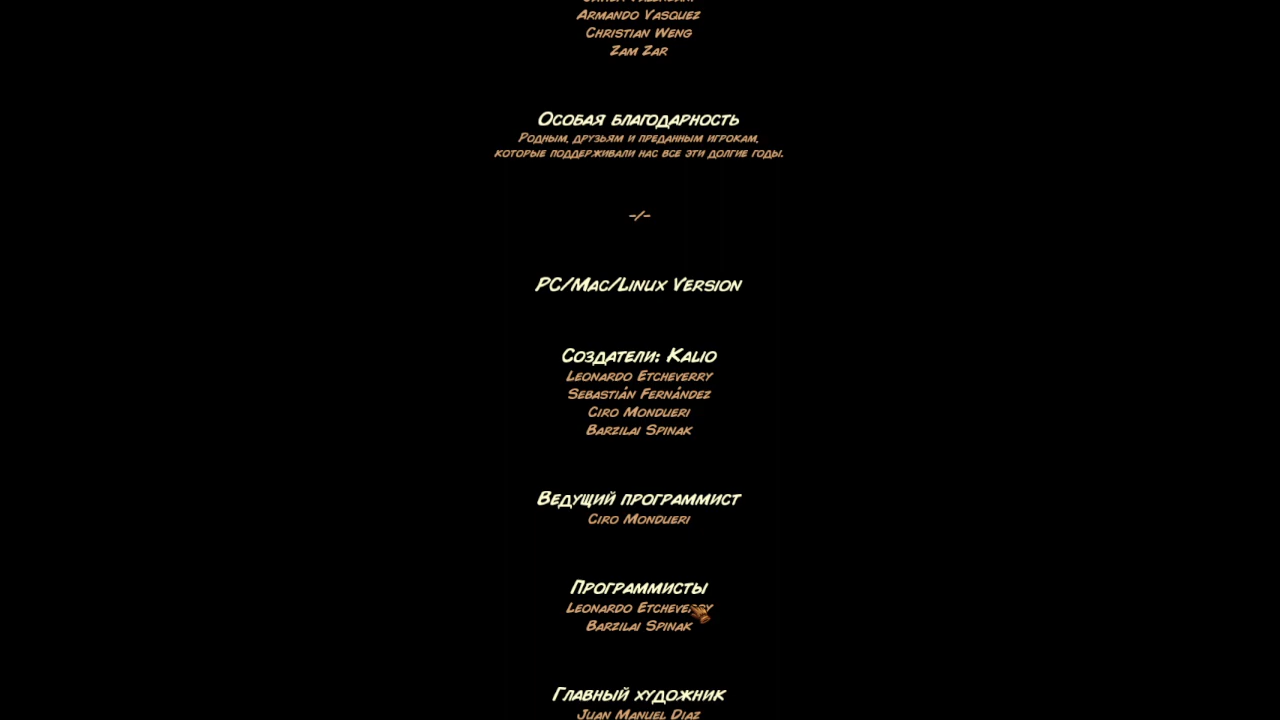 Armando Vasquez
Christian Weng
Zam Zar
Особая благодарность
Родным, друзьям и преданным игрокам,
которые поддерживали нас все эти долгие годы.
-/-
PC/Mac/Linux Version
Создатели: Kalio
Leonardo Etcheverry
Sebastián Fernández
Ciro Mondueri
Barzilai Spinak
Ведущий программист
Ciro Mondueri
Программисты
Leonardo Etcheverry
Barzilai Spinak
Главный художник
Juan Manuel Diaz